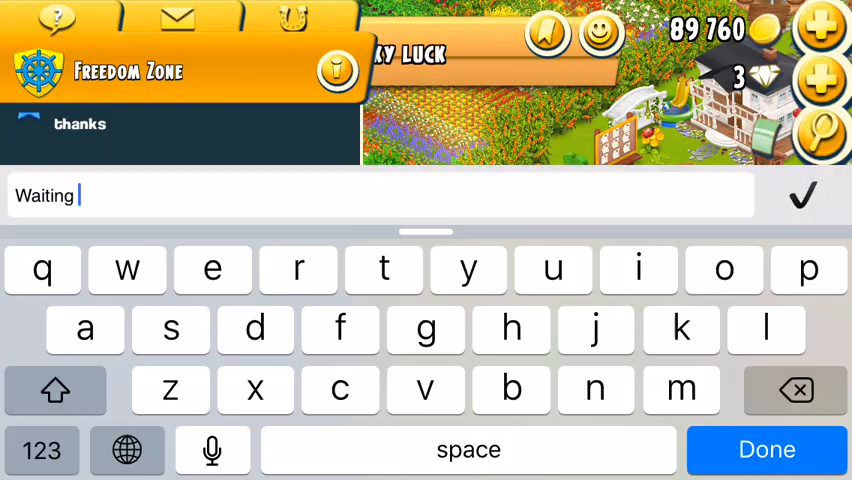 FREEDOM ZONE
i
KY LUCK
89 760
3
thanks
Waiting
q w e r t y u i o p
a s d f g h j k l
z x c v b n m
123 space Done